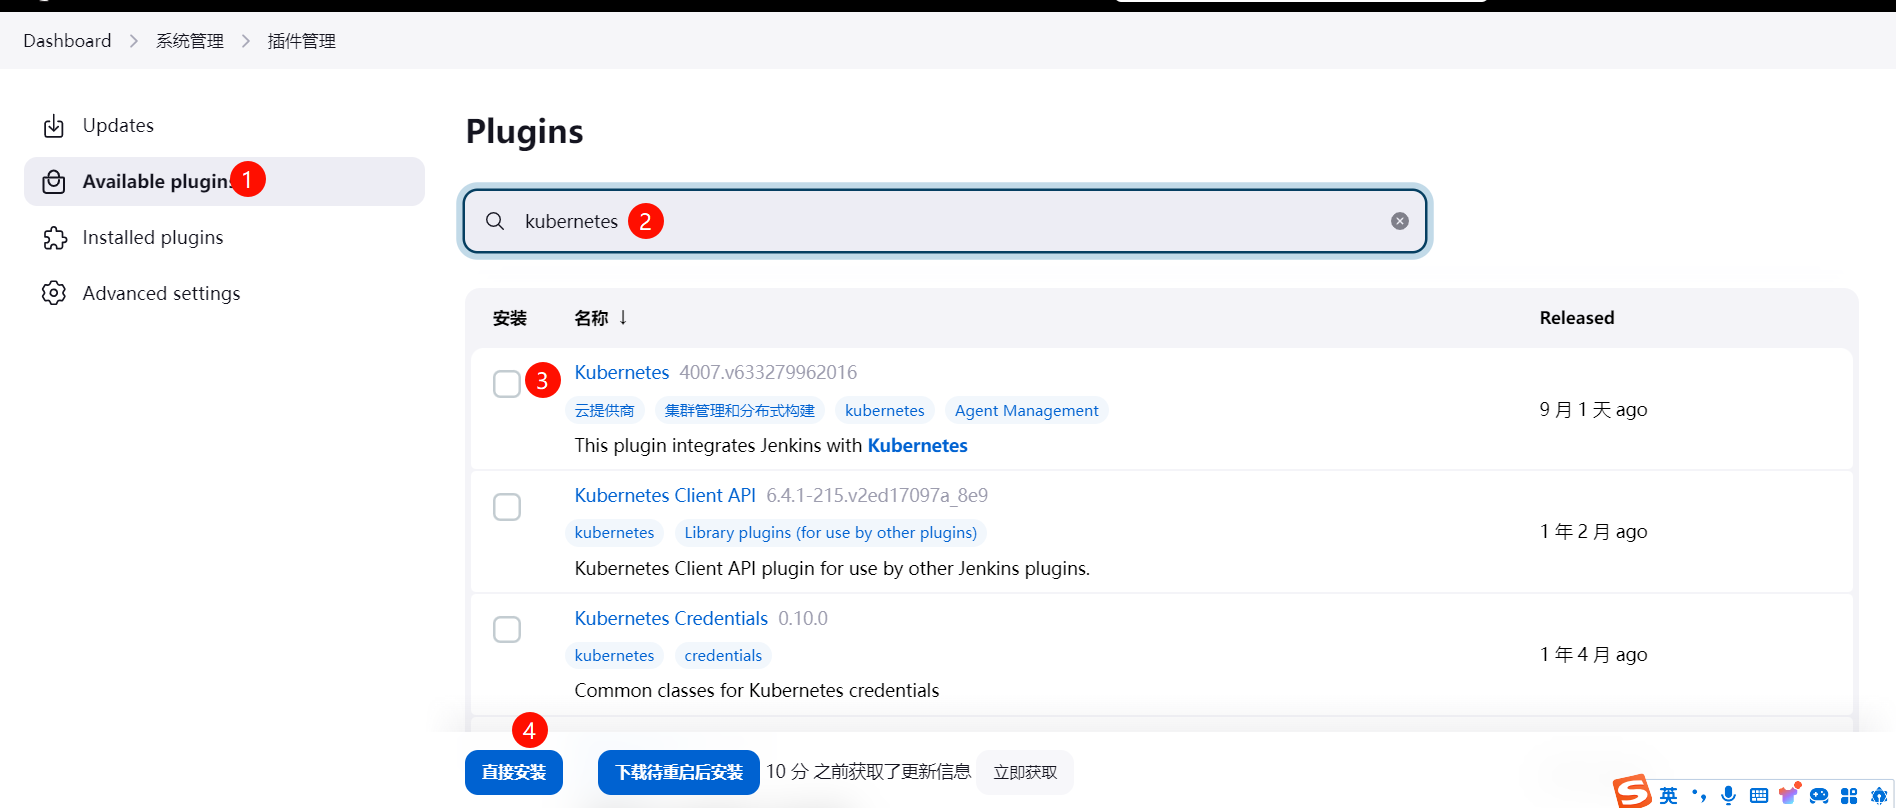 Dashboard > 系统管理 > 插件管理
Updates
Available plugins 1
Installed plugins
Advanced settings
Plugins
kubernetes 2
安装 名称 ↓ Released
3 Kubernetes 4007.v633279962016
云提供商 集群管理和分布式构建 kubernetes Agent Management
9 月 1 天 ago
This plugin integrates Jenkins with Kubernetes
Kubernetes Client API 6.4.1-215.v2ed17097a_8e9
kubernetes Library plugins (for use by other plugins)
1 年 2 月 ago
Kubernetes Client API plugin for use by other Jenkins plugins.
Kubernetes Credentials 0.10.0
kubernetes credentials
1 年 4 月 ago
Common classes for Kubernetes credentials
4
直接安装 下载待重启后安装 10 分 之前获取了更新信息 立即获取
S 英